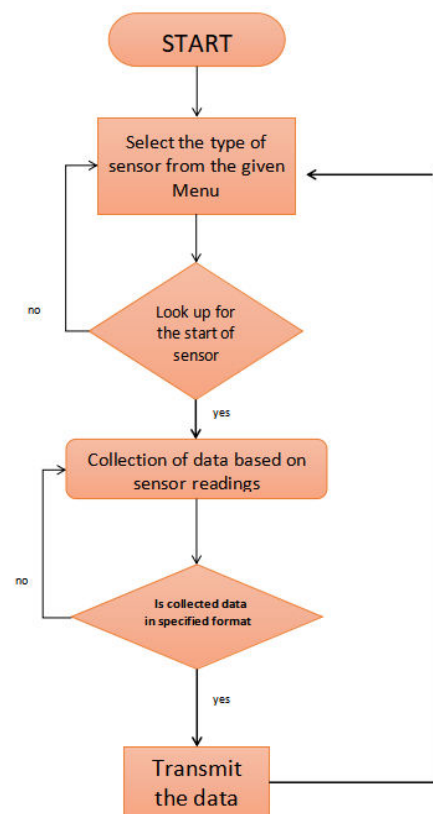 START
Select the type of
sensor from the given
Menu
no
Look up for
the start of
sensor
yes
Collection of data based on
sensor readings
no
Is collected data
in specified format
yes
Transmit
the data